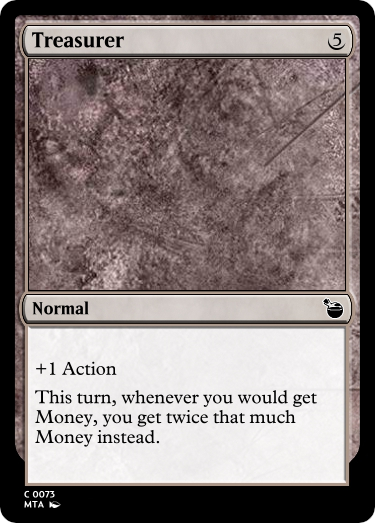 Treasurer 5
Normal
+1 Action
This turn, whenever you would get
Money, you get twice that much
Money instead.
C 0073
MTA